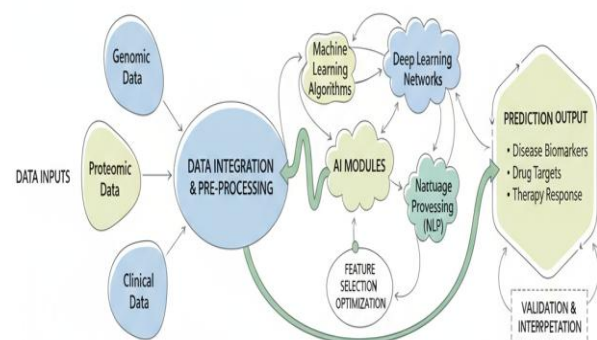 DATA INPUTS
Genomic
Data
Proteomic
Data
Clinical
Data
DATA INTEGRATION
& PRE-PROCESSING
Machine
Learning
Algorithms
Deep Learning
Networks
AI MODULES
Nattuage
Provessing
(NLP)
FEATURE
SELECTION
OPTIMIZATION
PREDICTION OUTPUT
• Disease Biomarkers
• Drug Targets
• Therapy Response
VALIDATION &
INTERPETATION